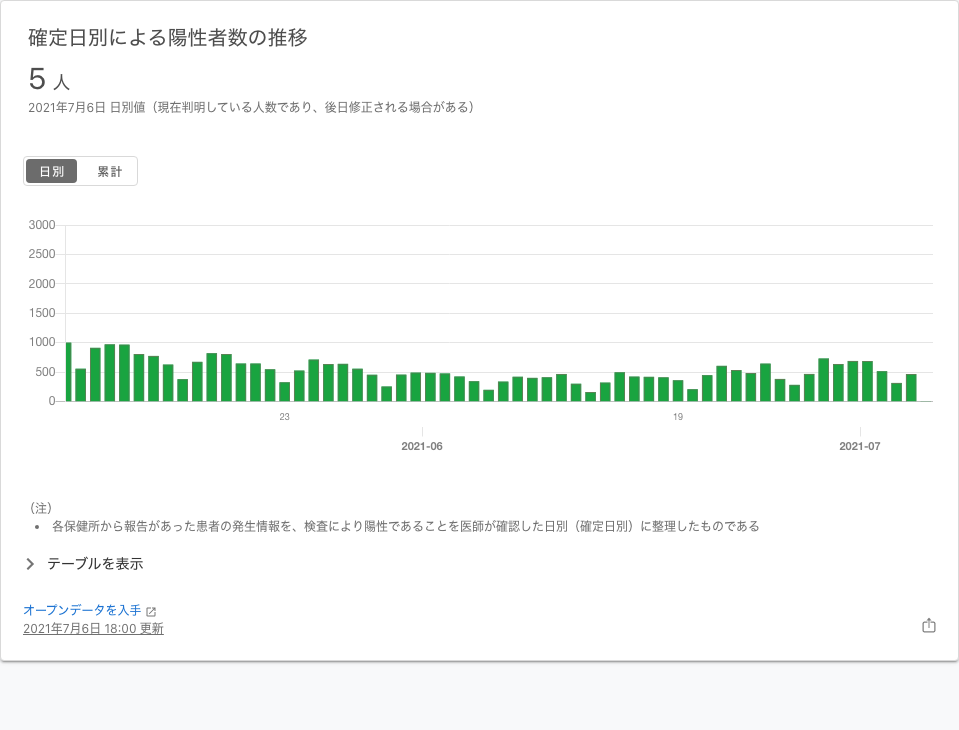 確定日別による陽性者数の推移
5 人
2021年7月6日 日別値（現在判明している人数であり、後日修正される場合がある）
日別 累計
3000
2500
2000
1500
1000
500
0
23 19
2021-06 2021-07
（注）
• 各保健所から報告があった患者の発生情報を、検査により陽性であることを医師が確認した日別（確定日別）に整理したものである
テーブルを表示
オープンデータを入手
2021年7月6日 18:00 更新